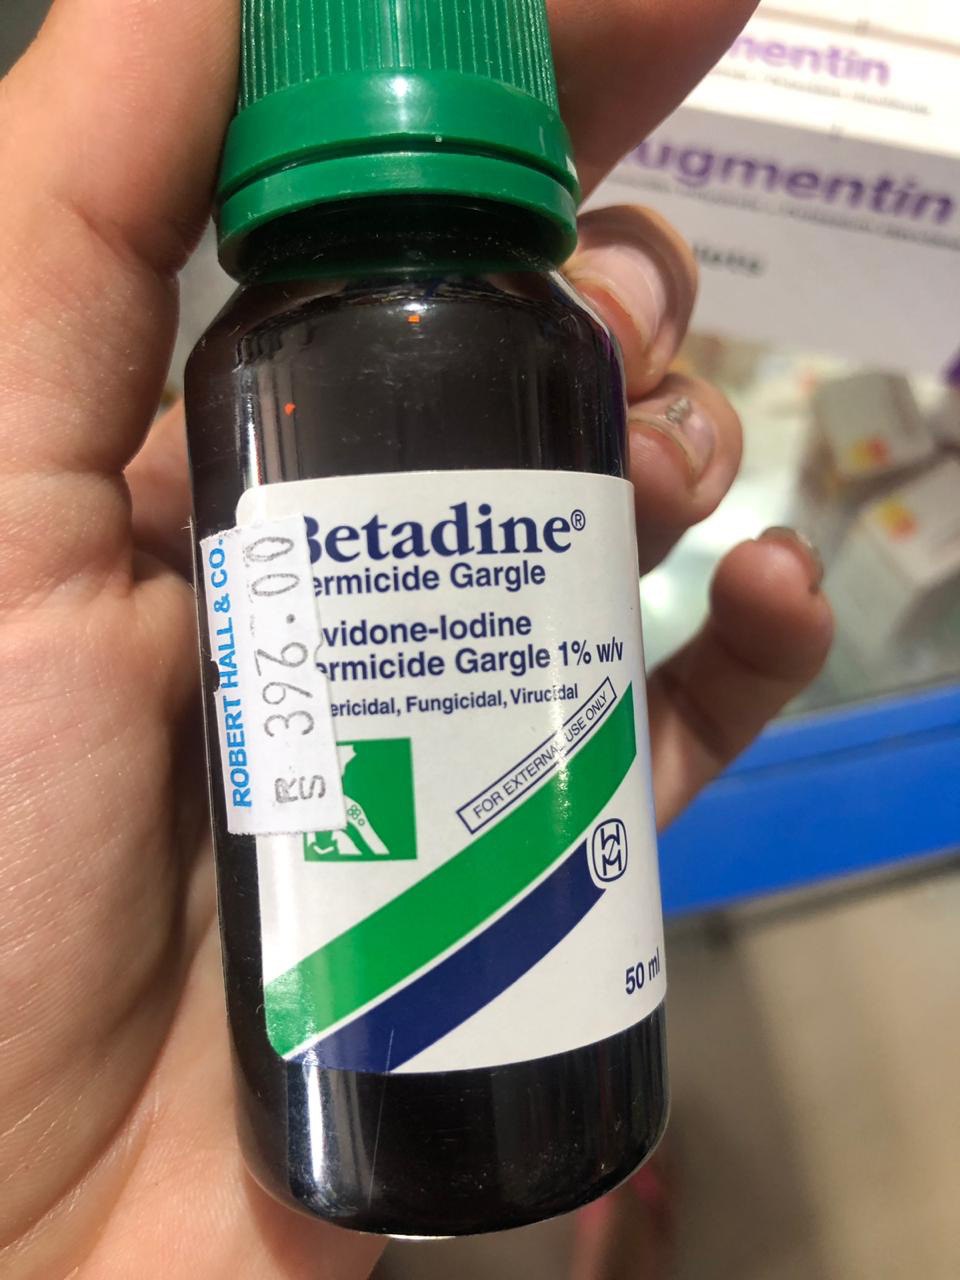 mentin
ugmentin
Betadine®
ermicide Gargle
vidone-Iodine
ermicide Gargle 1% w/v
ericidal, Fungicidal, Virucidal
FOR EXTERNAL USE ONLY
50 ml
ROBERT HALL & CO.
RS 396.00